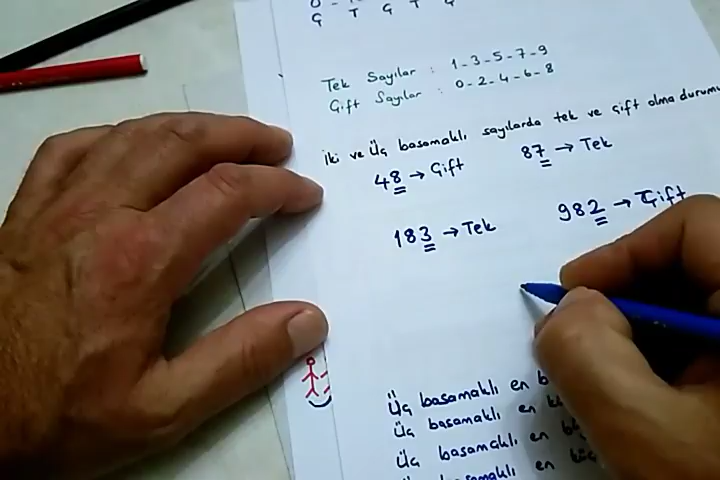 0 -
Ç T Ç T Ç
Tek Sayılar : 1-3-5-7-9
Çift Sayılar : 0-2-4-6-8
İki ve Üç basamaklı sayılarda tek ve çift olma durumu
48 → Çift 87 → Tek
183 → Tek 982 → Çift
Üç basamaklı en b
Üç basamaklı en
Üç basamaklı en
en